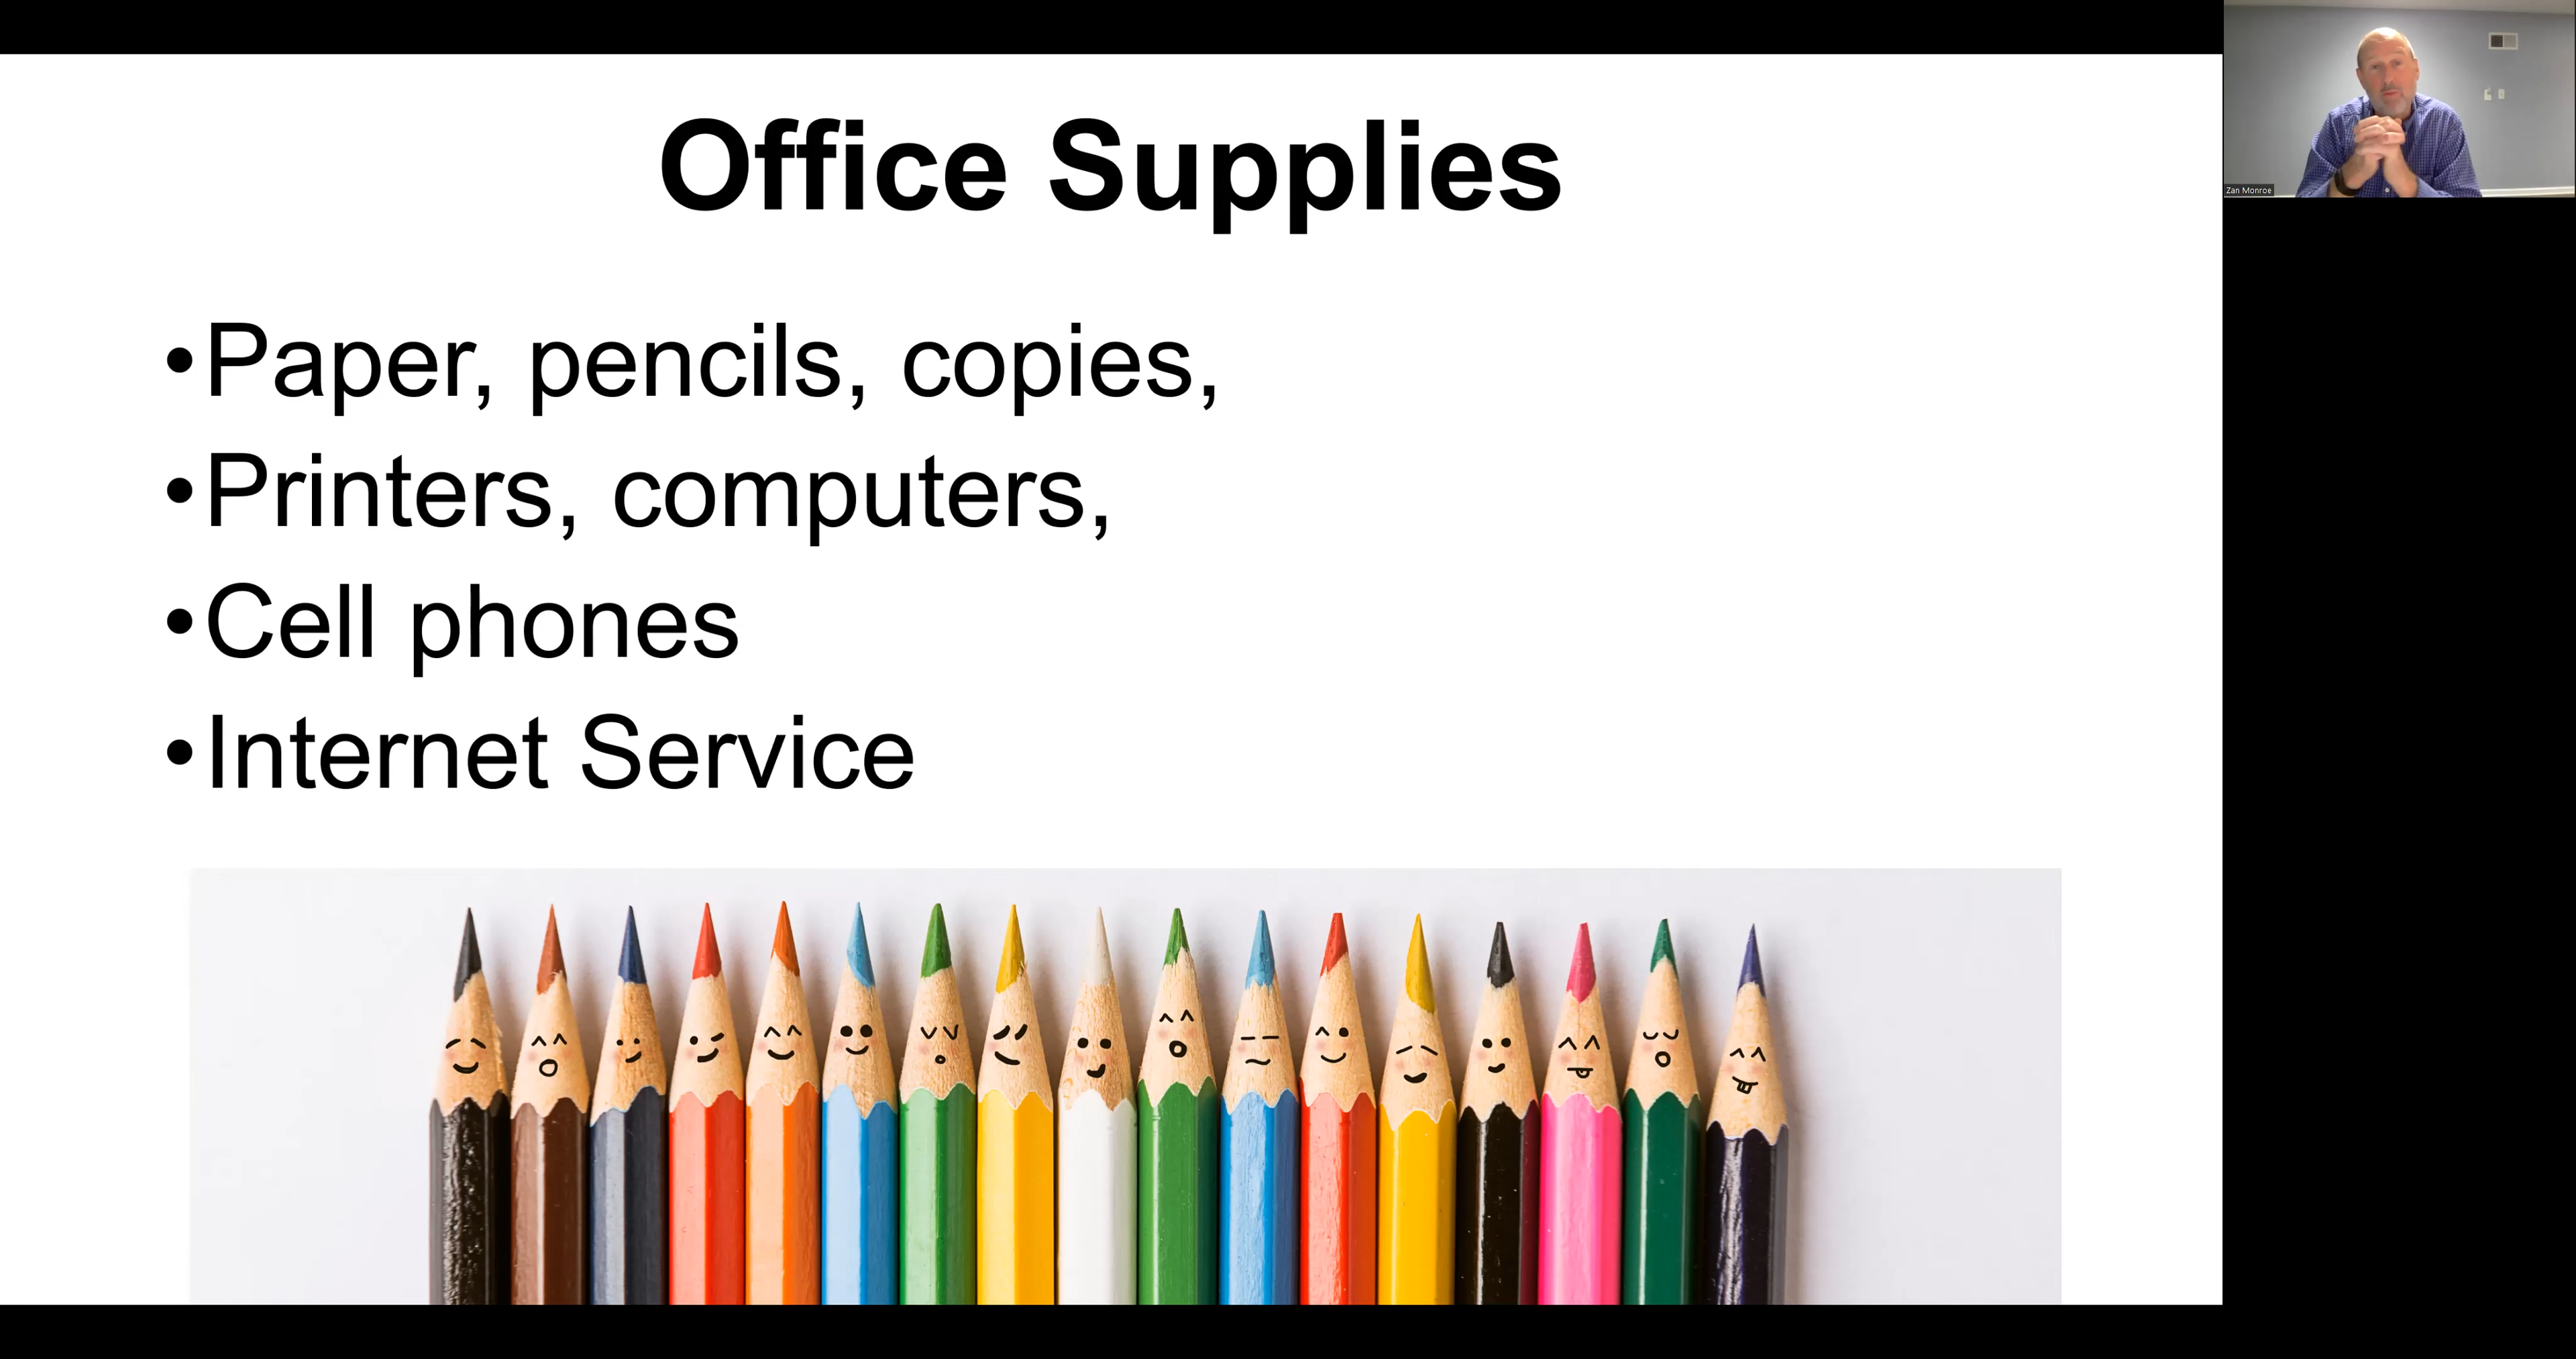 Office Supplies
•Paper, pencils, copies,
•Printers, computers,
•Cell phones
•Internet Service
Zan Monroe